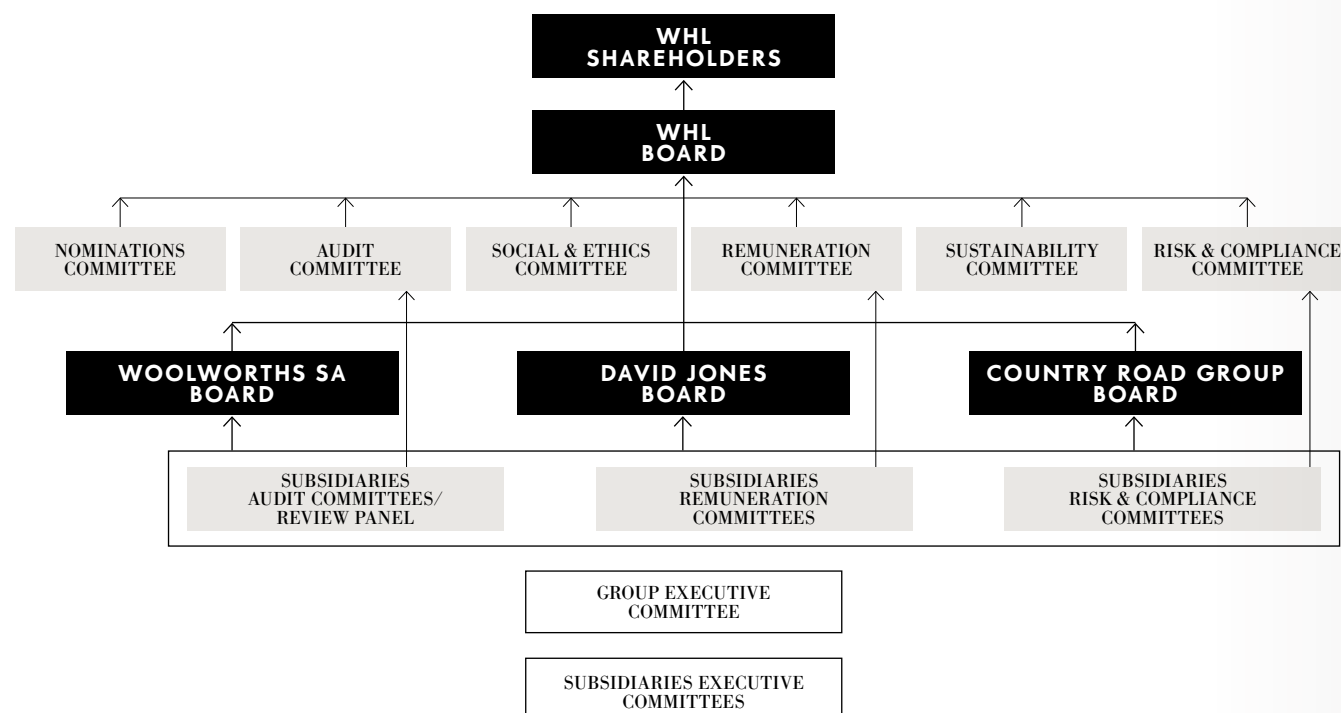 WHL
SHAREHOLDERS
WHL
BOARD
NOMINATIONS
COMMITTEE
AUDIT
COMMITTEE
SOCIAL & ETHICS
COMMITTEE
REMUNERATION
COMMITTEE
SUSTAINABILITY
COMMITTEE
RISK & COMPLIANCE
COMMITTEE
WOOLWORTHS SA
BOARD
DAVID JONES
BOARD
COUNTRY ROAD GROUP
BOARD
SUBSIDIARIES
AUDIT COMMITTEES/
REVIEW PANEL
SUBSIDIARIES
REMUNERATION
COMMITTEES
SUBSIDIARIES
RISK & COMPLIANCE
COMMITTEES
GROUP EXECUTIVE
COMMITTEE
SUBSIDIARIES EXECUTIVE
COMMITTEES